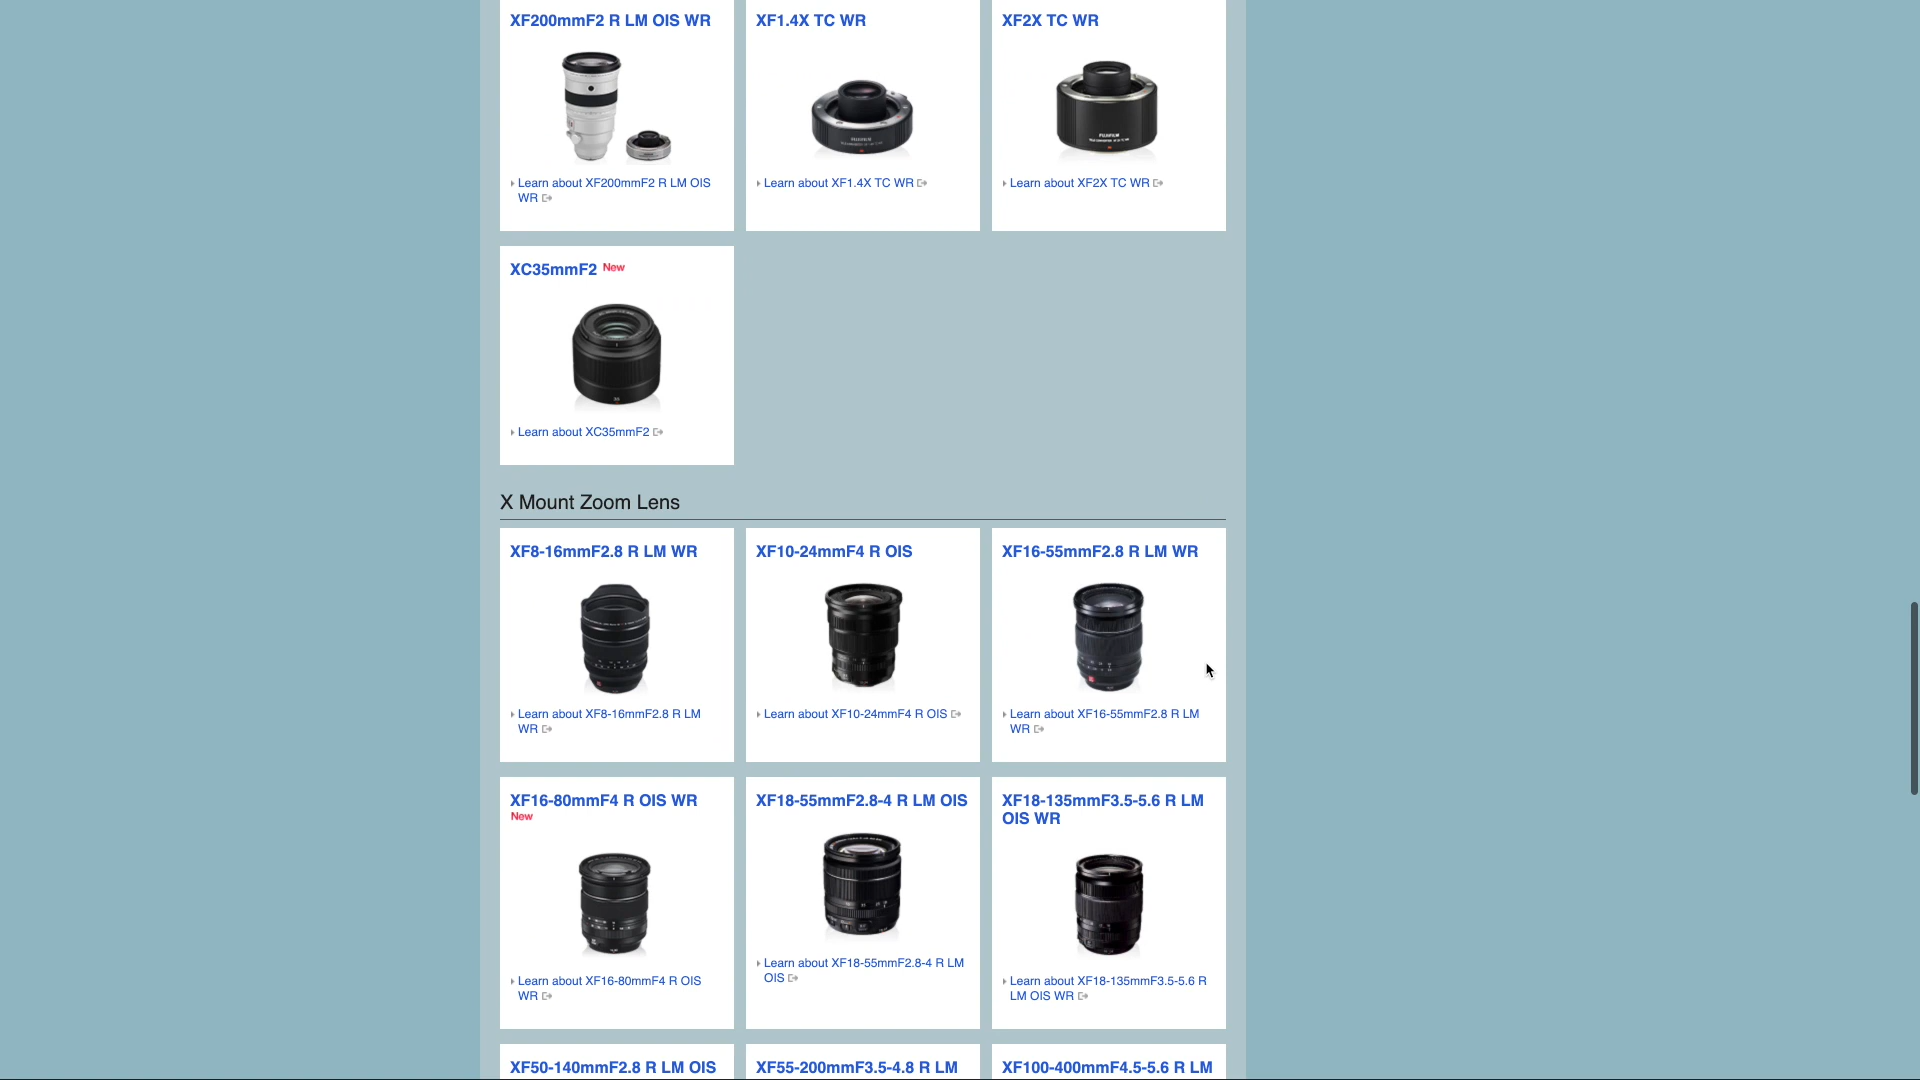 XF200mmF2 R LM OIS WR
XF1.4X TC WR
XF2X TC WR
FUJIFILM
Learn about XF200mmF2 R LM OIS
WR
Learn about XF1.4X TC WR
Learn about XF2X TC WR
XC35mmF2 New
Learn about XC35mmF2
X Mount Zoom Lens
XF8-16mmF2.8 R LM WR
XF10-24mmF4 R OIS
XF16-55mmF2.8 R LM WR
Learn about XF8-16mmF2.8 R LM
WR
Learn about XF10-24mmF4 R OIS
Learn about XF16-55mmF2.8 R LM
WR
XF16-80mmF4 R OIS WR
New
XF18-55mmF2.8-4 R LM OIS
XF18-135mmF3.5-5.6 R LM
OIS WR
Learn about XF16-80mmF4 R OIS
WR
Learn about XF18-55mmF2.8-4 R LM
OIS
Learn about XF18-135mmF3.5-5.6 R
LM OIS WR
XF50-140mmF2.8 R LM OIS
XF55-200mmF3.5-4.8 R LM
XF100-400mmF4.5-5.6 R LM